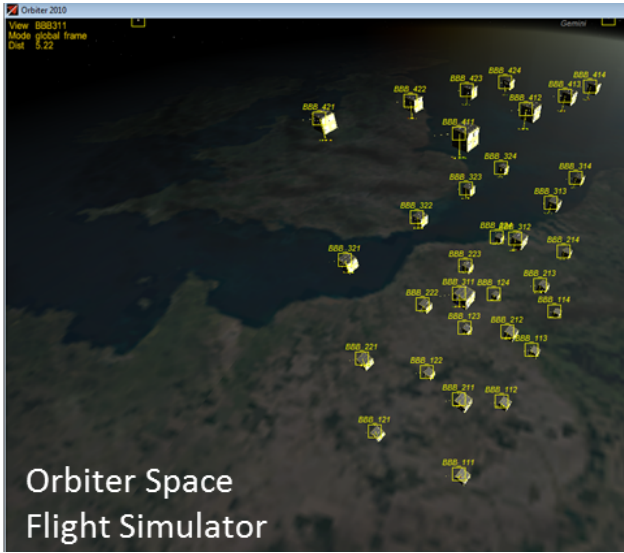 Orbiter 2010
View BBB311
Mode global frame
Dist 5.22
Gemini
BBB_424
BBB_423
BBB_414
BBB_413
BBB_422
BBB_412
BBB_421
BBB_411
BBB_324
BBB_314
BBB_323
BBB_313
BBB_322
BBB_312
BBB_214
BBB_321
BBB_223
BBB_213
BBB_311
BBB_124
BBB_222
BBB_114
BBB_123
BBB_212
BBB_113
BBB_221
BBB_122
BBB_211
BBB_112
BBB_121
BBB_111
Orbiter Space
Flight Simulator